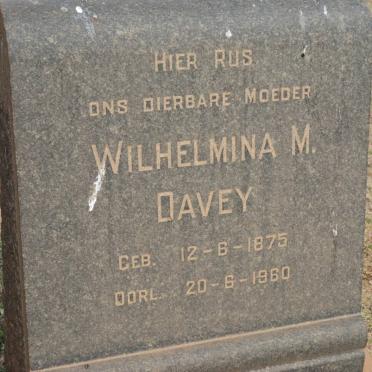 HIER RUS
ONS DIERBARE MOEDER
WILHELMINA M.
DAVEY
GEB. 12-6-1875
OORL. 20-6-1960